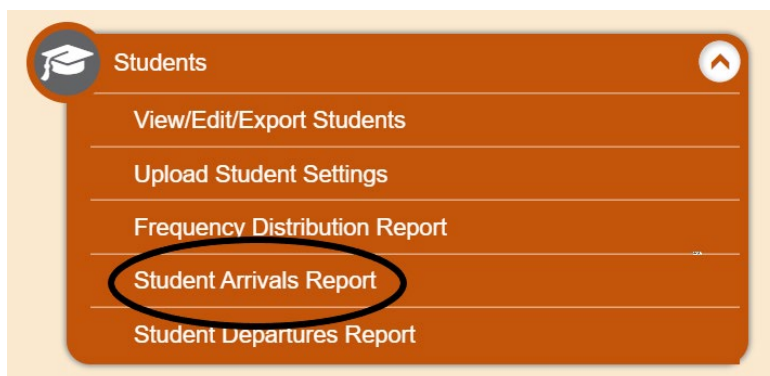 Students
View/Edit/Export Students
Upload Student Settings
Frequency Distribution Report
Student Arrivals Report
Student Departures Report